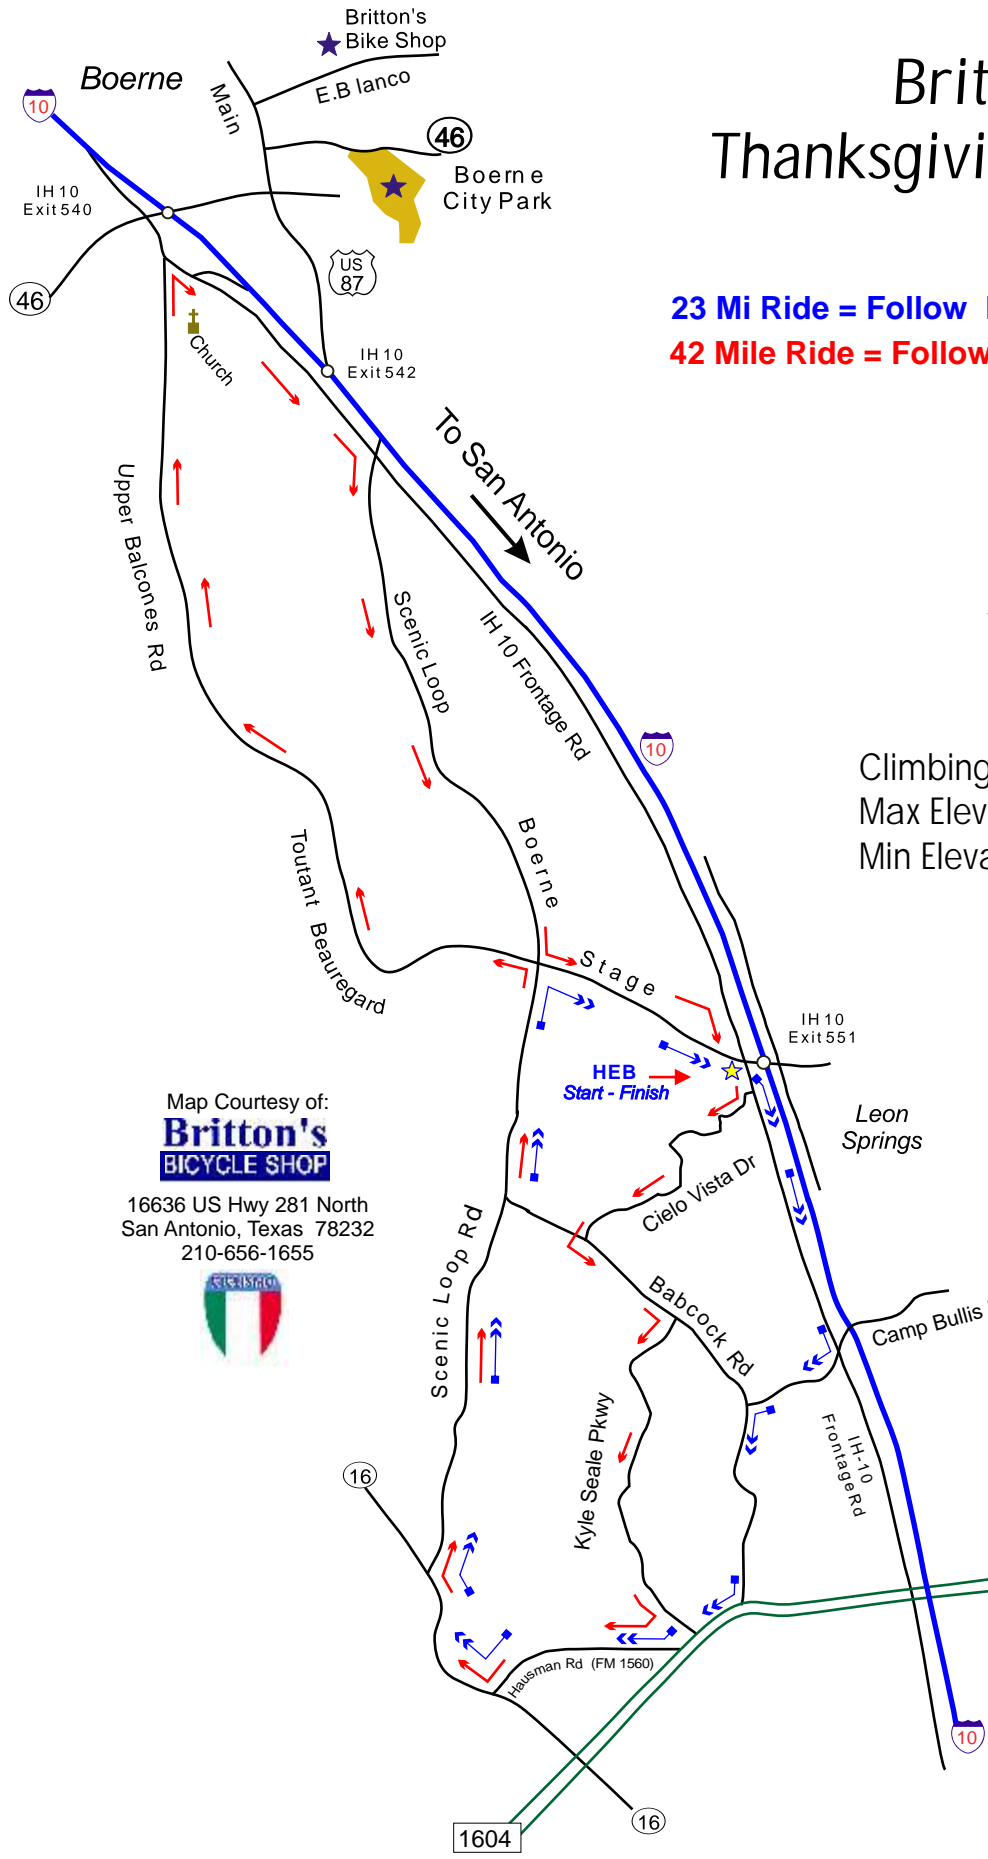 Britton's
Bike Shop
Boerne
E.B lanco
Main
10
46
Boerne
City Park
IH 10
Exit 540
US
87
46
Church
IH 10
Exit 542
Brit
Thanksgivi
23 Mi Ride = Follow
42 Mile Ride = Follow
To San Antonio
Upper Balcones Rd
Scenic Loop
IH 10 Frontage Rd
10
Climbing
Max Elev
Min Eleva
Boerne
Toutant Beauregard
Stage
IH 10
Exit 551
HEB
Start - Finish
Leon
Springs
Map Courtesy of:
Britton's
BICYCLE SHOP
16636 US Hwy 281 North
San Antonio, Texas 78232
210-656-1655
Cielo Vista Dr
Scenic Loop Rd
Babcock Rd
Camp Bullis
Kyle Seale Pkwy
IH-10
Frontage Rd
16
Hausman Rd (FM 1560)
10
16
1604